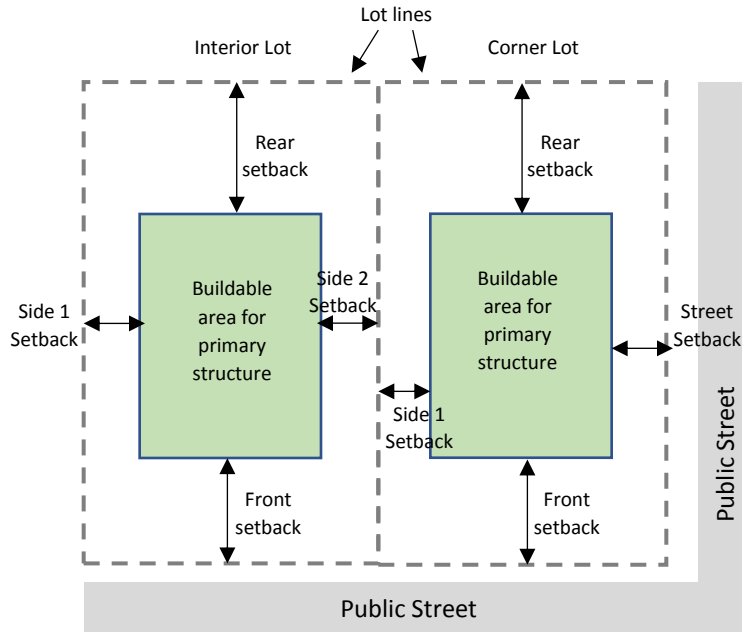 Lot lines
Interior Lot
Corner Lot
Rear
setback
Rear
setback
Buildable
area for
primary
structure
Side 2
Setback
Buildable
area for
primary
structure
Side 1
Setback
Street
Setback
Side 1
Setback
Front
setback
Front
setback
Public Street
Public Street